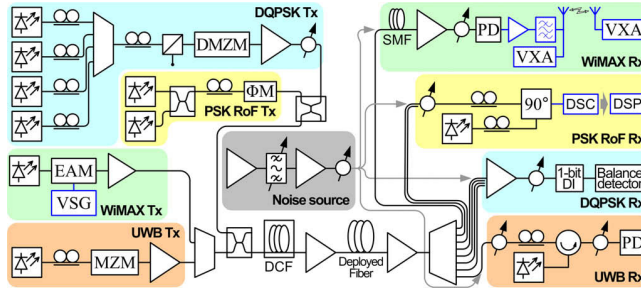 DQPSK Tx
DMZM
PSK RoF Tx
ΦM
EAM
VSG
WiMAX Tx
UWB Tx
MZM
Noise source
DCF
Deployed
Fiber
SMF
PD
VXA
VXA
WiMAX Rx
90°
DSC
DSP
PSK RoF Rx
1-bit
DI
Balance
detector
DQPSK Rx
PD
UWB Rx